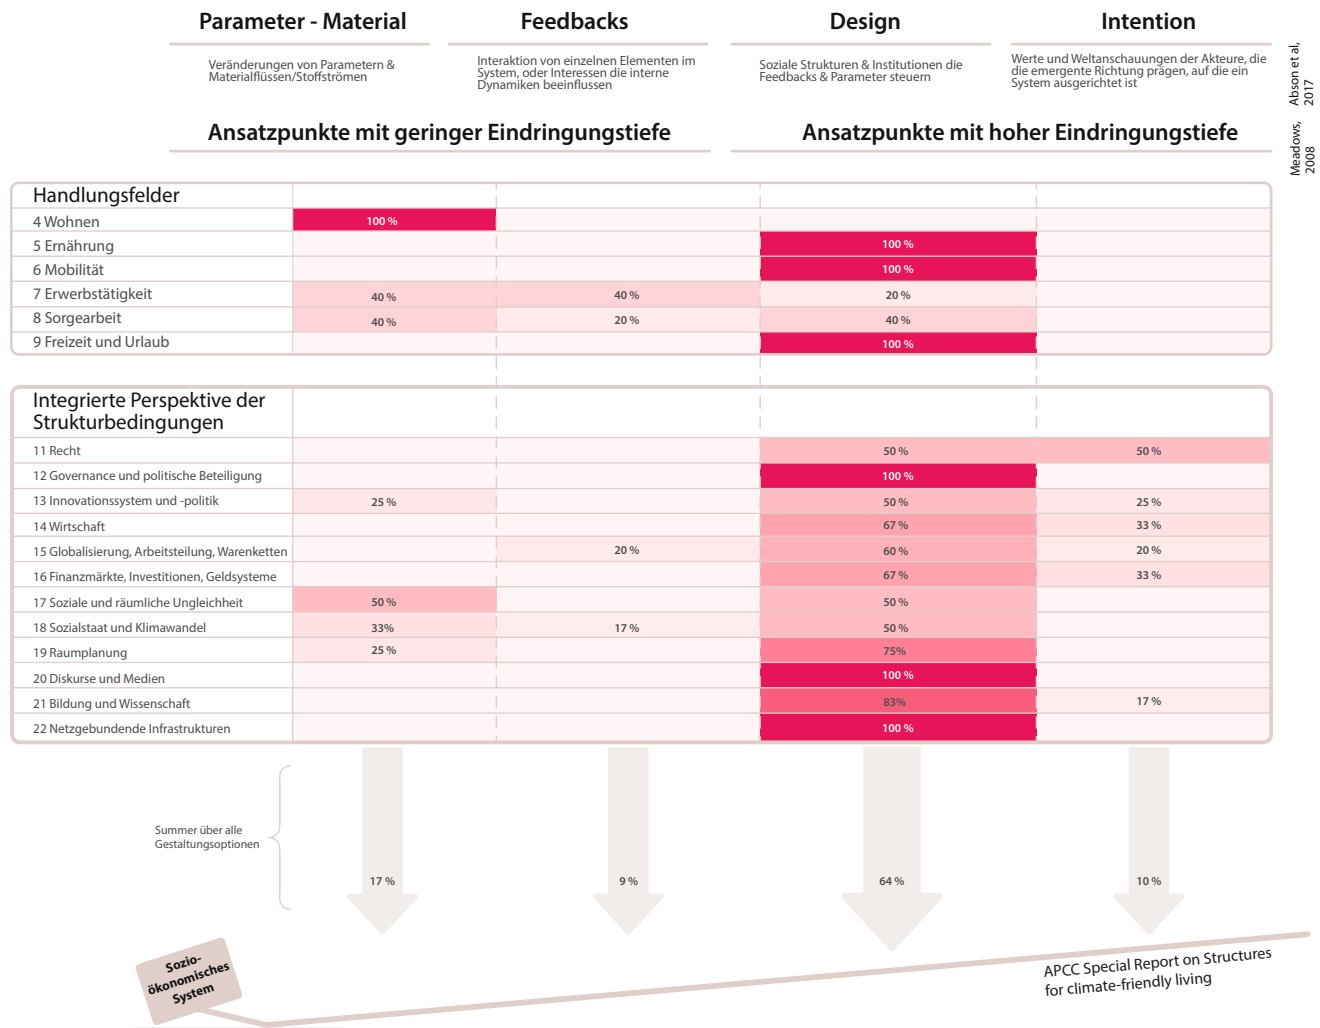 Parameter - Material
Feedbacks
Design
Intention
Veränderungen von Parametern &
Materialflüssen/Stoffströmen
Interaktion von einzelnen Elementen im
System, oder Interessen die interne
Dynamiken beeinflussen
Soziale Strukturen & Institutionen die
Feedbacks & Parameter steuern
Werte und Weltanschauungen der Akteure, die
die emergente Richtung prägen, auf die ein
System ausgerichtet ist
Abson et al,
2017
Ansatzpunkte mit geringer Eindringungstiefe
Ansatzpunkte mit hoher Eindringungstiefe
Meadows,
2008
Handlungsfelder
4 Wohnen 100 %
5 Ernährung 100 %
6 Mobilität 100 %
7 Erwerbstätigkeit 40 % 40 % 20 %
8 Sorgearbeit 40 % 20 % 40 %
9 Freizeit und Urlaub 100 %
Integrierte Perspektive der
Strukturbedingungen
11 Recht 50 % 50 %
12 Governance und politische Beteiligung 100 %
13 Innovationssystem und -politik 25 % 50 % 25 %
14 Wirtschaft 67 % 33 %
15 Globalisierung, Arbeitsteilung, Warenketten 20 % 60 % 20 %
16 Finanzmärkte, Investitionen, Geldsysteme 67 % 33 %
17 Soziale und räumliche Ungleichheit 50 % 50 %
18 Sozialstaat und Klimawandel 33% 17 % 50 %
19 Raumplanung 25 % 75%
20 Diskurse und Medien 100 %
21 Bildung und Wissenschaft 83% 17 %
22 Netzgebundende Infrastrukturen 100 %
Summer über alle
Gestaltungsoptionen
17 % 9 % 64 % 10 %
Sozio-
ökonomisches
System
APCC Special Report on Structures
for climate-friendly living